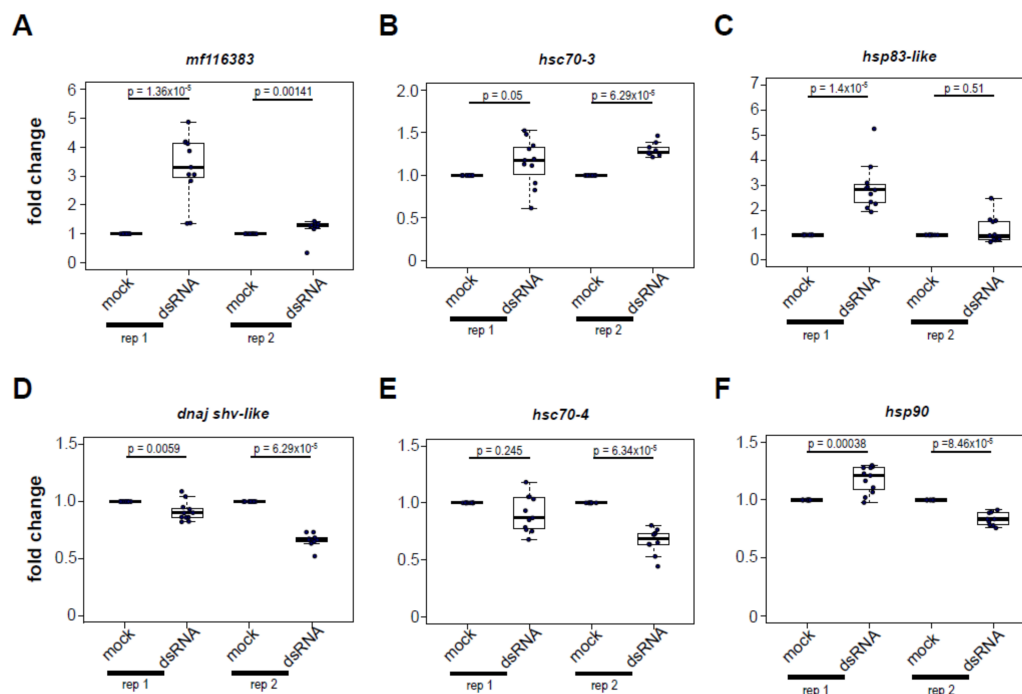 A
mf116383
fold change
6
5
4
3
2
1
0
p = 1.36x10-5
p = 0.00141
mock
dsRNA
mock
dsRNA
rep 1
rep 2
B
hsc70-3
2.0
1.5
1.0
0.5
0
p = 0.05
p = 6.29x10-5
mock
dsRNA
mock
dsRNA
rep 1
rep 2
C
hsp83-like
7
6
5
4
3
2
1
0
p = 1.4x10-5
p = 0.51
mock
dsRNA
mock
dsRNA
rep 1
rep 2
D
dnaj shv-like
fold change
1.5
1.0
0.5
0
p = 0.0059
p = 6.29x10-5
mock
dsRNA
mock
dsRNA
rep 1
rep 2
E
hsc70-4
1.5
1.0
0.5
0
p = 0.245
p = 6.34x10-5
mock
dsRNA
mock
dsRNA
rep 1
rep 2
F
hsp90
1.5
1.0
0.5
0
p = 0.00038
p =8.46x10-5
mock
dsRNA
mock
dsRNA
rep 1
rep 2